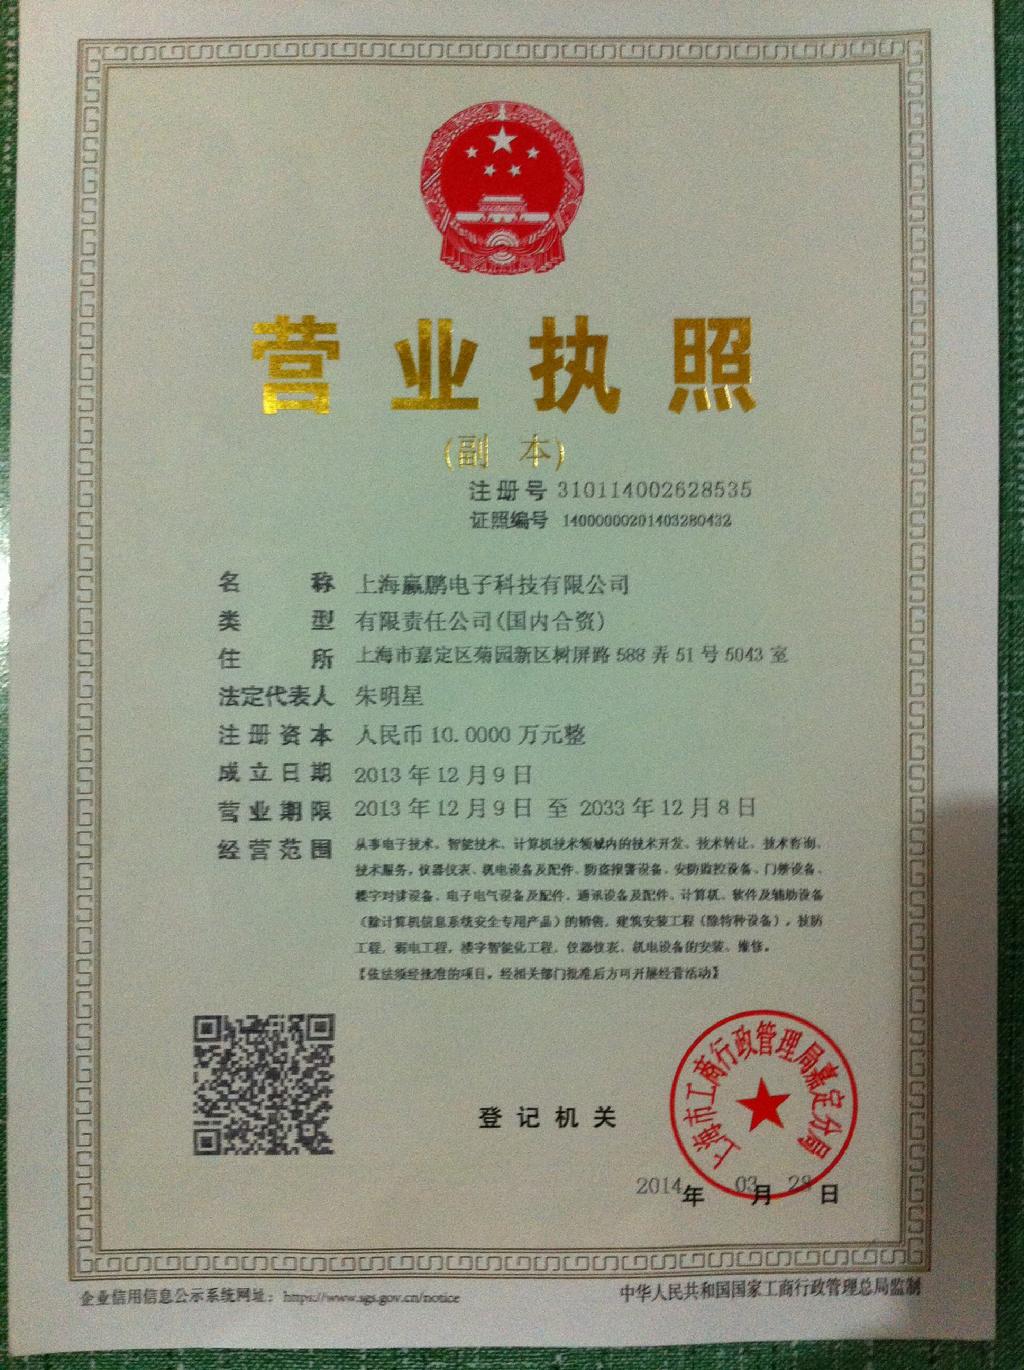 营业执照
(副 本)
注册号 310114002628535
证照编号 14000000201403280432
名称 上海赢鹏电子科技有限公司
类型 有限责任公司(国内合资)
住所 上海市嘉定区菊园新区树屏路 588 弄 51 号 5043 室
法定代表人 朱明星
注册资本 人民币 10.0000 万元整
成立日期 2013 年 12 月 9 日
营业期限 2013 年 12 月 9 日 至 2033 年 12 月 8 日
经营范围 从事电子技术、智能技术、计算机技术领域内的技术开发、技术转让、技术咨询、
技术服务，仪器仪表、机电设备及配件、防盗报警设备、安防监控设备、门禁设备、
楼宇对讲设备、电子电气设备及配件、通讯设备及配件、计算机、软件及辅助设备
（除计算机信息系统安全专用产品）的销售，建筑安装工程（除特种设备），技防
工程，弱电工程，楼宇智能化工程，仪器仪表、机电设备的安装、维修。
【依法须经批准的项目，经相关部门批准后方可开展经营活动】
上海市工商行政管理局嘉定分局
登记机关
2014 年 03 月 28 日
企业信用信息公示系统网址： https://www.sgs.gov.cn/notice
中华人民共和国国家工商行政管理总局监制